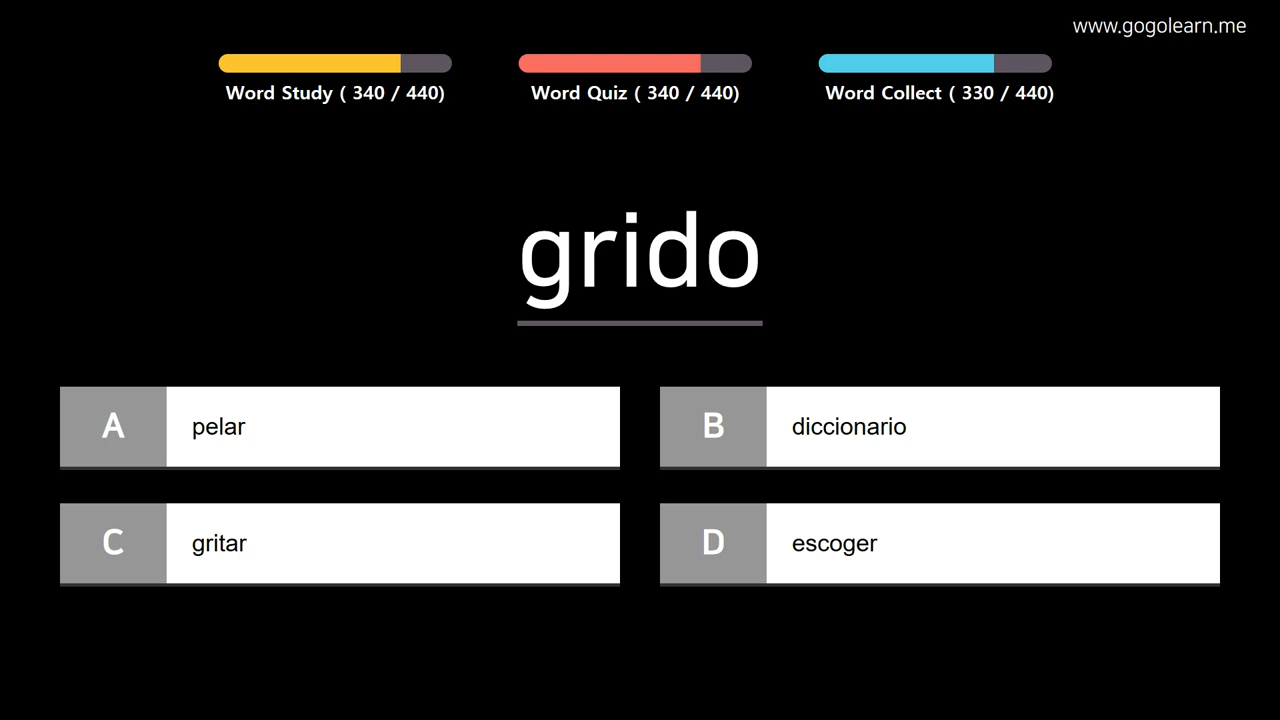 www.gogolearn.me
Word Study ( 340 / 440)
Word Quiz ( 340 / 440)
Word Collect ( 330 / 440)
grido
A
pelar
B
diccionario
C
gritar
D
escoger